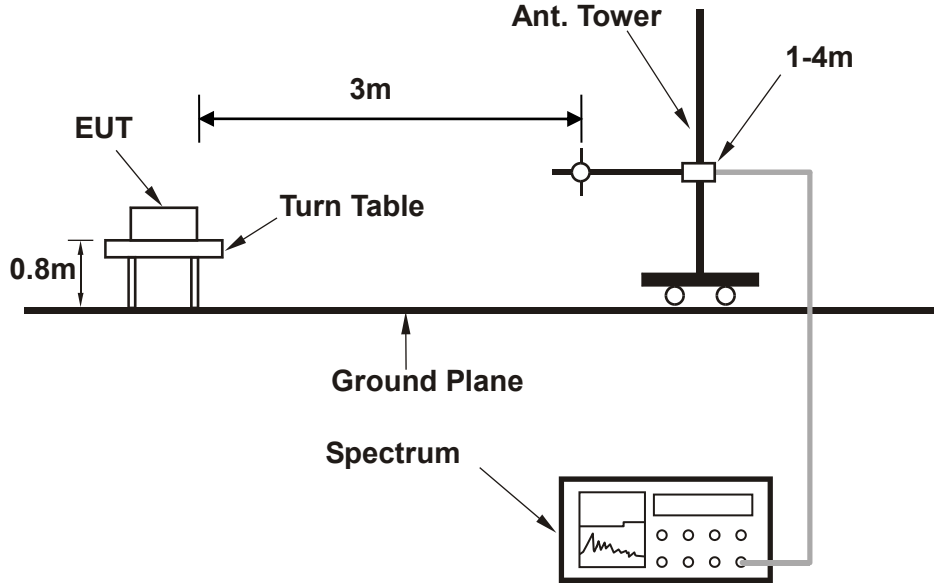 Ant. Tower
1-4m
3m
EUT
Turn Table
0.8m
Ground Plane
Spectrum